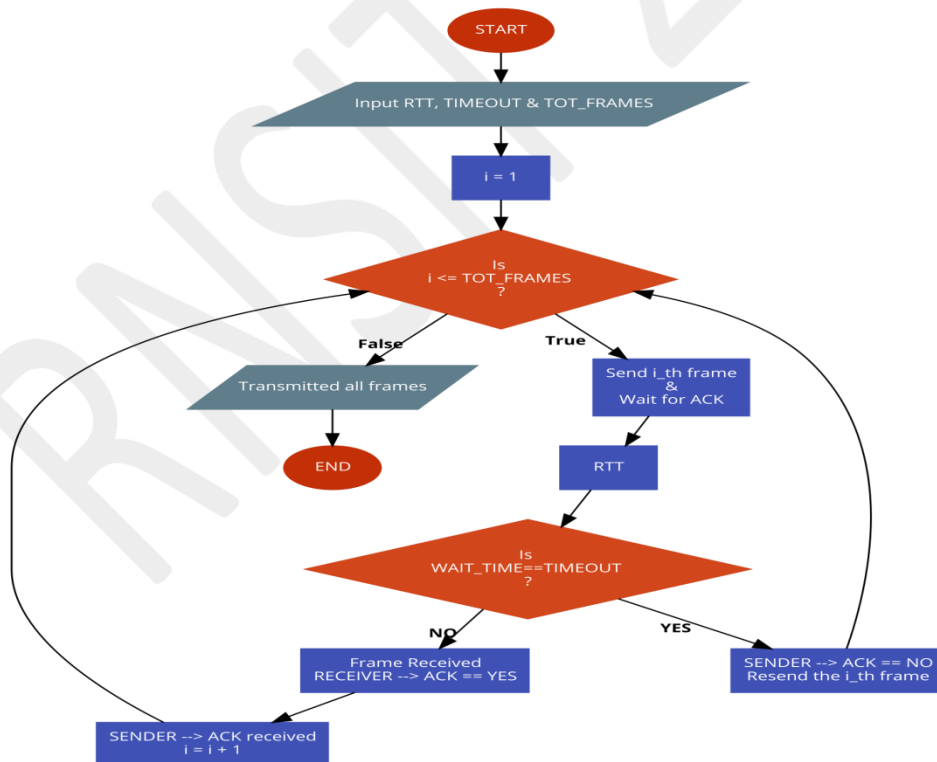 START
Input RTT, TIMEOUT & TOT_FRAMES
i = 1
Is
i <= TOT_FRAMES
?
False
True
Transmitted all frames
Send i_th frame
&
Wait for ACK
END
RTT
Is
WAIT_TIME==TIMEOUT
?
NO
YES
Frame Received
RECEIVER --> ACK == YES
SENDER --> ACK == NO
Resend the i_th frame
SENDER --> ACK received
i = i + 1
RNSIT